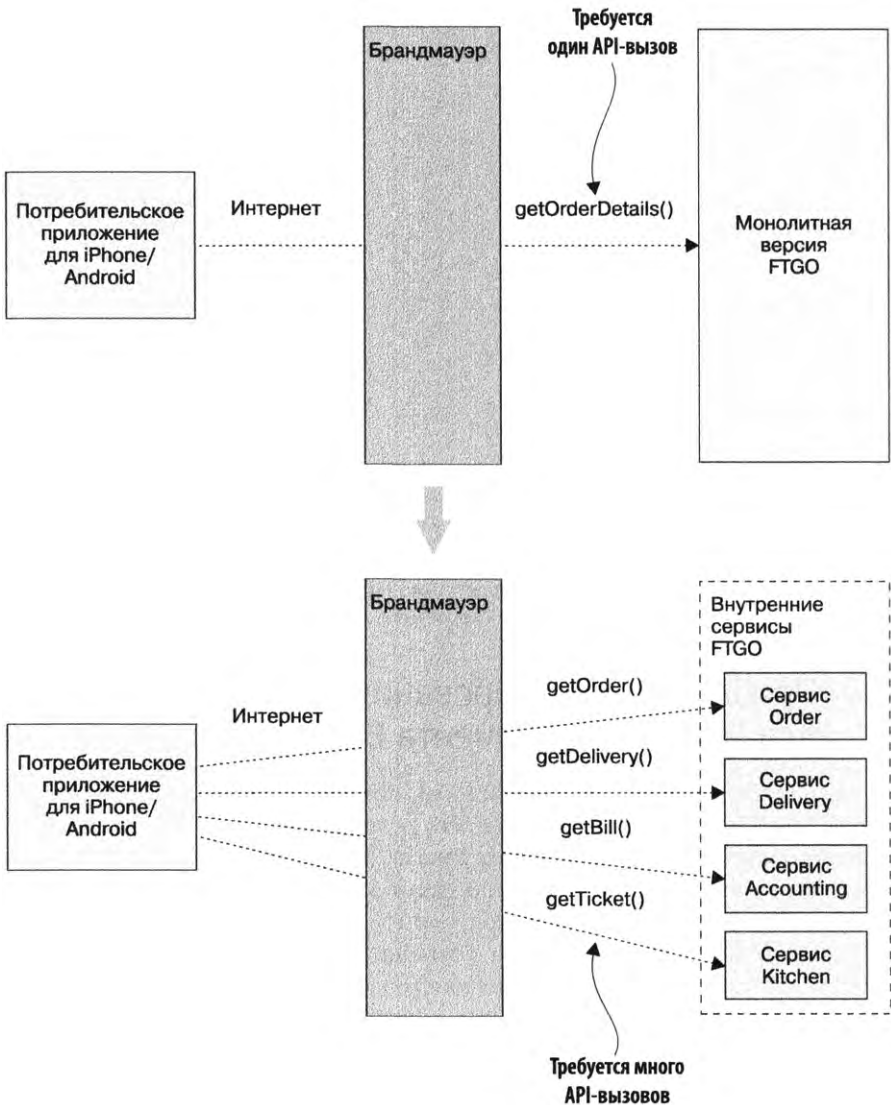 Требуется
один API-вызов
Брандмауэр
Потребительское
приложение
для iPhone/
Android
Интернет
getOrderDetails()
Монолитная
версия
FTGO
Брандмауэр
Внутренние
сервисы
FTGO
Потребительское
приложение
для iPhone/
Android
Интернет
getOrder()
Сервис
Order
getDelivery()
Сервис
Delivery
getBill()
Сервис
Accounting
getTicket()
Сервис
Kitchen
Требуется много
API-вызовов